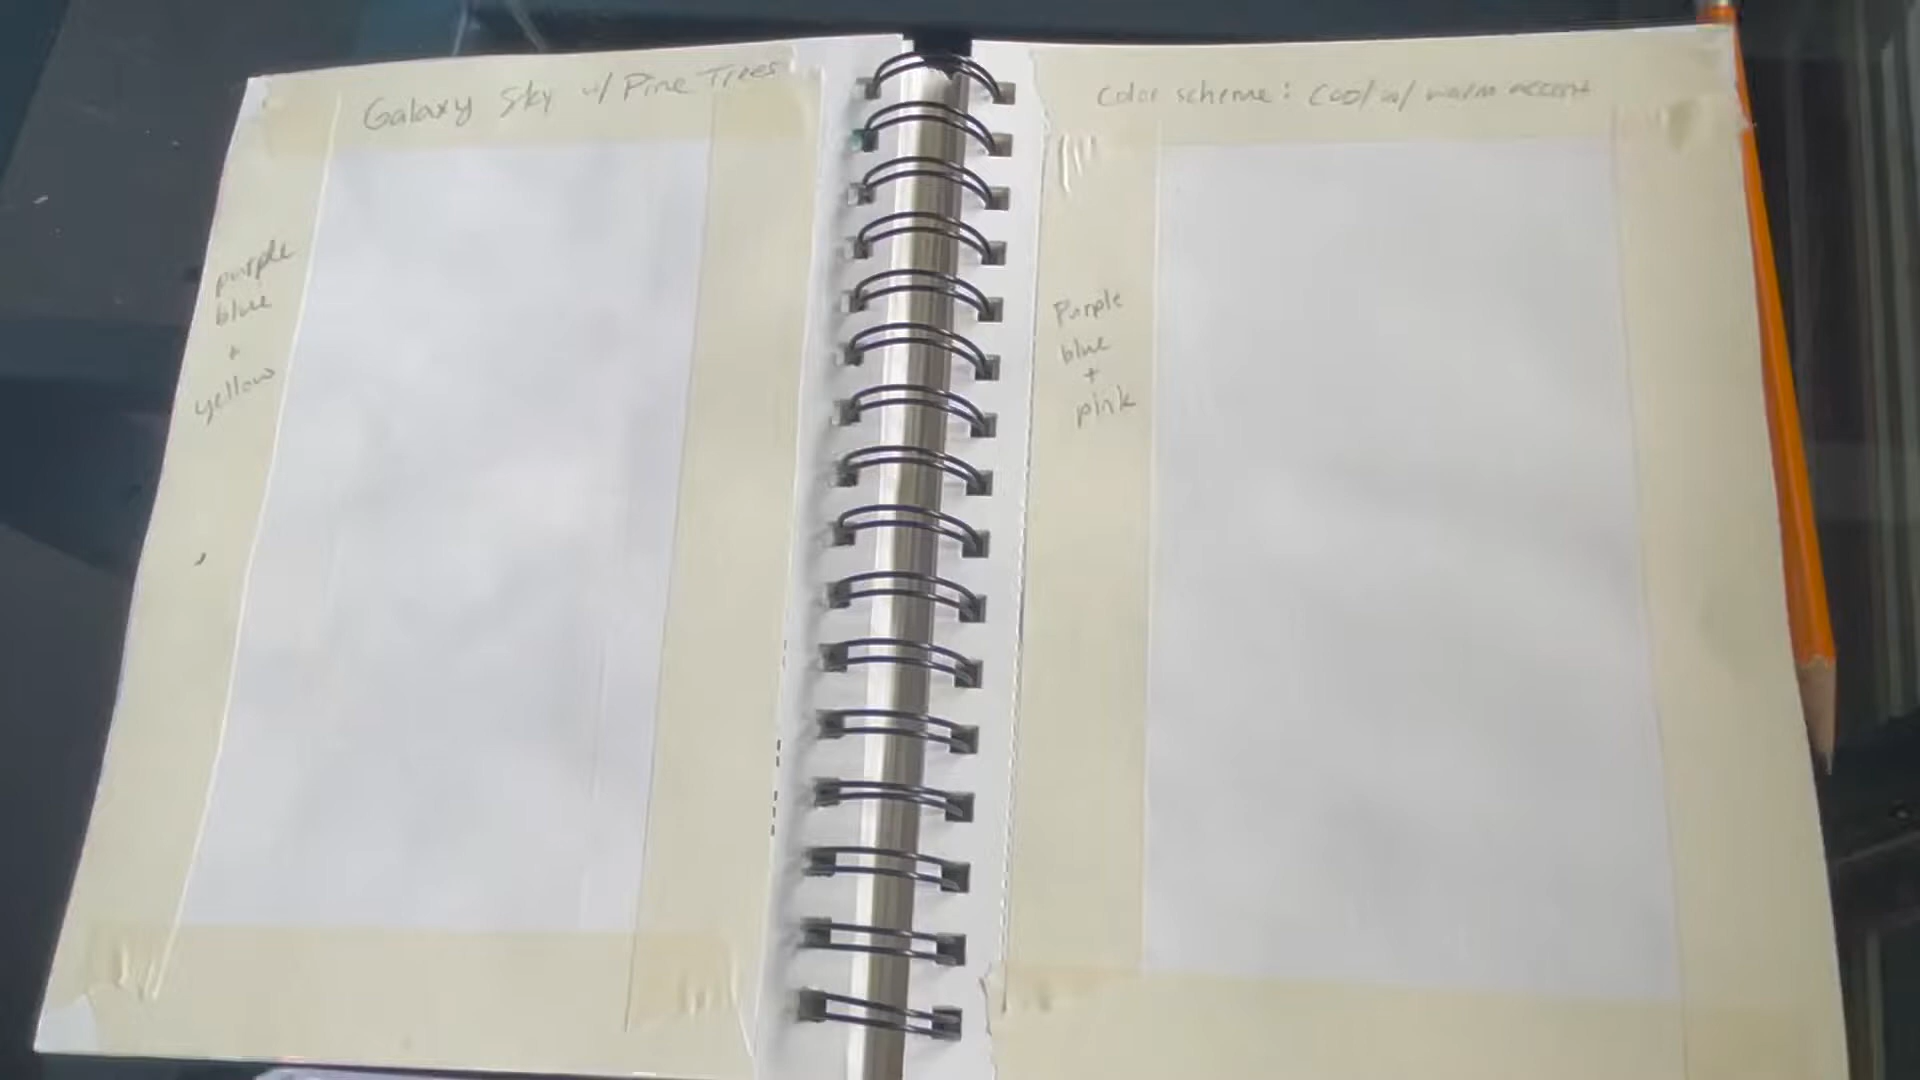 Galaxy Sky w/ Pine Trees
purple
blue
+
yellow
Color scheme: Cool w/ warm accent
Purple
blue
+
pink